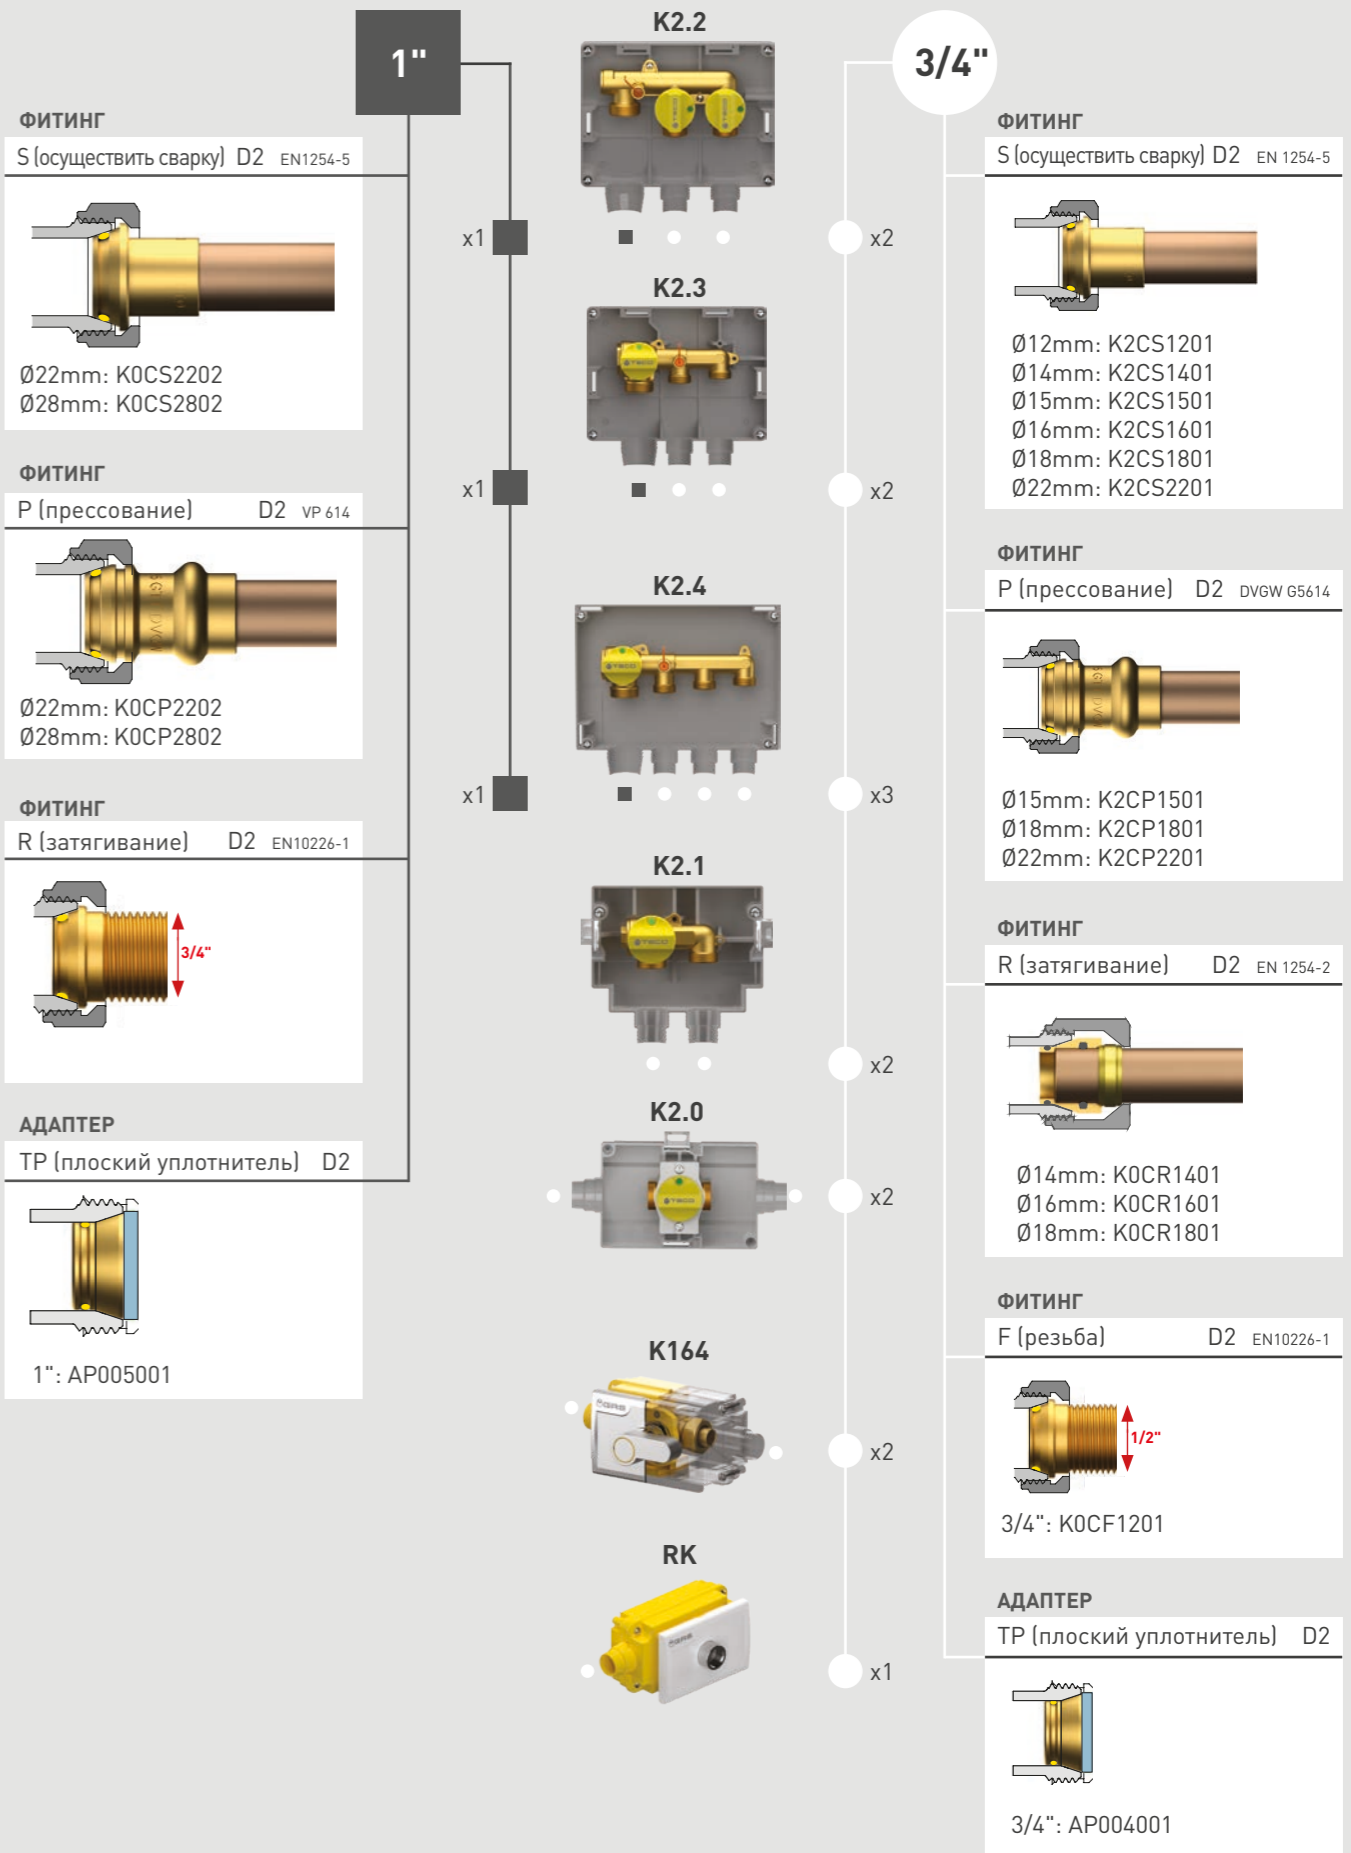 1"
ФИТИНГ
S (осуществить сварку) D2 EN1254-5
Ø22mm: K0CS2202
Ø28mm: K0CS2802
ФИТИНГ
P (прессование) D2 VP 614
Ø22mm: K0CP2202
Ø28mm: K0CP2802
ФИТИНГ
R (затягивание) D2 EN10226-1
3/4"
АДАПТЕР
TP (плоский уплотнитель) D2
1": AP005001
K2.2
x1
x2
K2.3
x1
x2
K2.4
x1
x3
K2.1
x2
K2.0
x2
K164
x2
RK
x1
3/4"
ФИТИНГ
S (осуществить сварку) D2 EN 1254-5
Ø12mm: K2CS1201
Ø14mm: K2CS1401
Ø15mm: K2CS1501
Ø16mm: K2CS1601
Ø18mm: K2CS1801
Ø22mm: K2CS2201
ФИТИНГ
P (прессование) D2 DVGW G5614
Ø15mm: K2CP1501
Ø18mm: K2CP1801
Ø22mm: K2CP2201
ФИТИНГ
R (затягивание) D2 EN 1254-2
Ø14mm: K0CR1401
Ø16mm: K0CR1601
Ø18mm: K0CR1801
ФИТИНГ
F (резьба) D2 EN10226-1
1/2"
3/4": K0CF1201
АДАПТЕР
TP (плоский уплотнитель) D2
3/4": AP004001